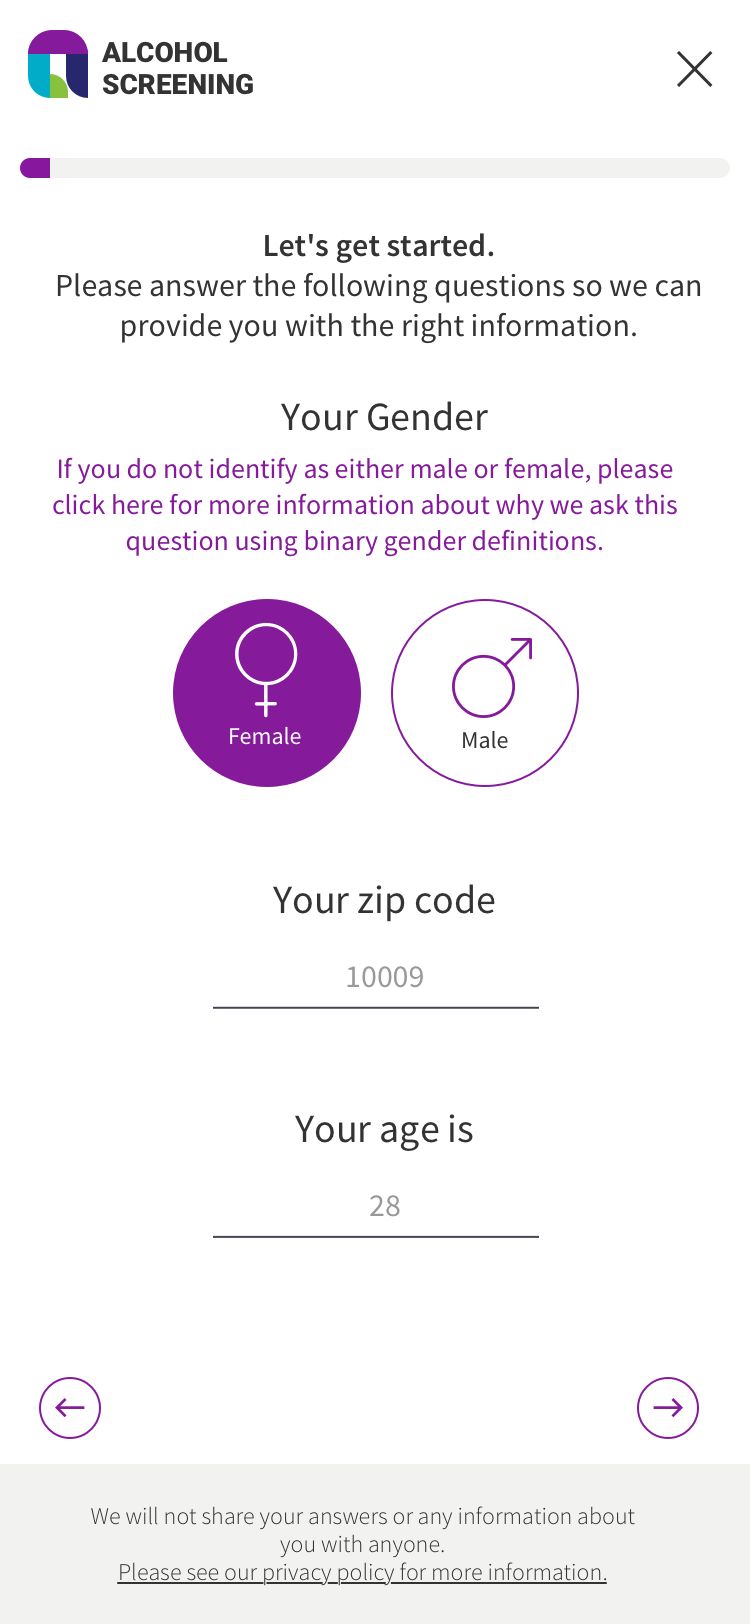 ALCOHOL
SCREENING
Let's get started.
Please answer the following questions so we can
provide you with the right information.
Your Gender
If you do not identify as either male or female, please
click here for more information about why we ask this
question using binary gender definitions.
Female
Male
Your zip code
10009
Your age is
28
We will not share your answers or any information about
you with anyone.
Please see our privacy policy for more information.